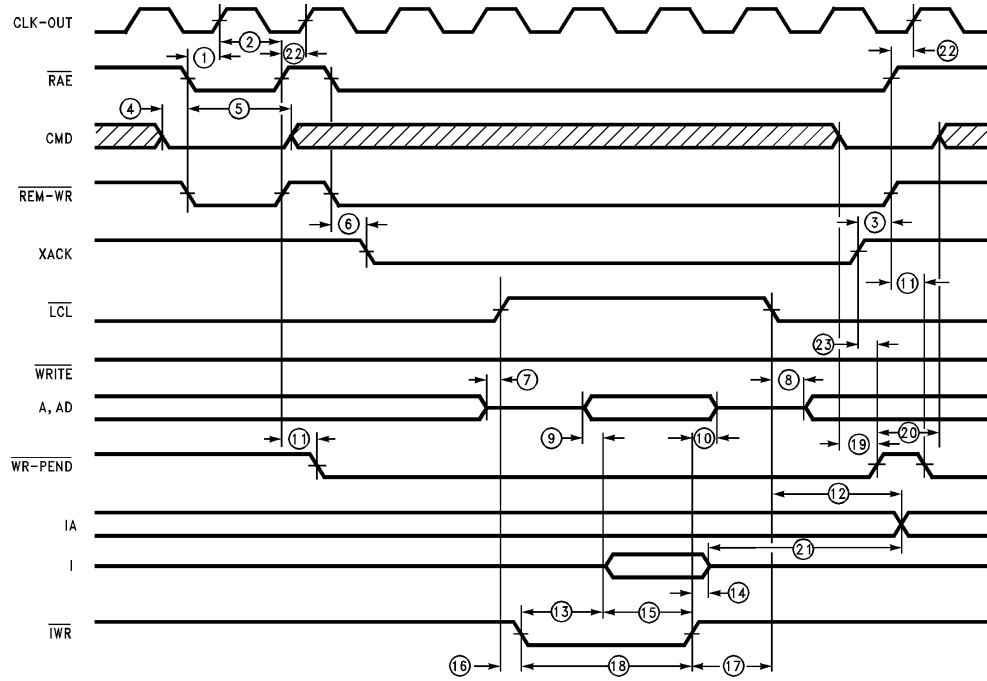 CLK-OUT
① ② ㉒ ㉒
RAE
④ ⑤
CMD
REM-WR
⑥ ③
XACK
⑪
LCL
㉓
WRITE
⑦ ⑧
A, AD
⑨ ⑩
⑪ ⑲ ⑳
WR-PEND
⑫
IA
㉑
I
⑭
⑬ ⑮
IWR
⑯ ⑱ ⑰